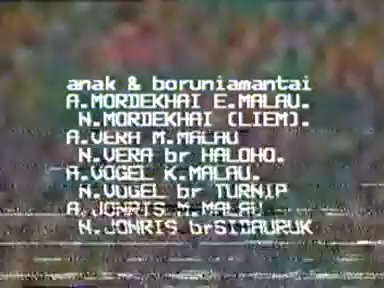 anak & boruniamantai
A.MORDEKHAI E.MALAU.
N.MORDEKHAI (LIEM).
A.VERA M.MALAU
N.VERA br HALOHO.
A.VOGEL K.MALAU.
N.VOGEL br TURNIP
A.JONRIS M.MALAU
N.JONRIS brSIDAURUK